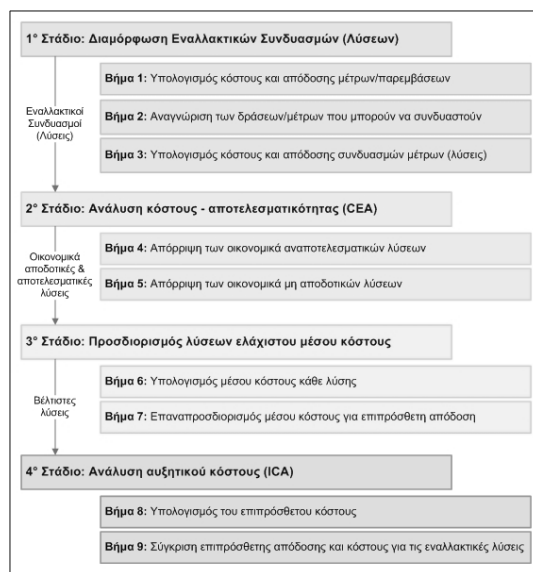 1° Στάδιο: Διαμόρφωση Εναλλακτικών Συνδυασμών (Λύσεων)
Βήμα 1: Υπολογισμός κόστους και απόδοσης μέτρων/παρεμβάσεων
Εναλλακτικοί
Συνδυασμοί
(Λύσεις)
Βήμα 2: Αναγνώριση των δράσεων/μέτρων που μπορούν να συνδυαστούν
Βήμα 3: Υπολογισμός κόστους και απόδοσης συνδυασμών μέτρων (λύσεις)
2° Στάδιο: Ανάλυση κόστους - αποτελεσματικότητας (CEA)
Οικονομικά
αποδοτικές &
αποτελεσματικές
λύσεις
Βήμα 4: Απόρριψη των οικονομικά αναποτελεσματικών λύσεων
Βήμα 5: Απόρριψη των οικονομικά μη αποδοτικών λύσεων
3° Στάδιο: Προσδιορισμός λύσεων ελάχιστου μέσου κόστους
Βήμα 6: Υπολογισμός μέσου κόστους κάθε λύσης
Βέλτιστες
λύσεις
Βήμα 7: Επαναπροσδιορισμός μέσου κόστους για επιπρόσθετη απόδοση
4° Στάδιο: Ανάλυση αυξητικού κόστους (ICA)
Βήμα 8: Υπολογισμός του επιπρόσθετου κόστους
Βήμα 9: Σύγκριση επιπρόσθετης απόδοσης και κόστους για τις εναλλακτικές λύσεις